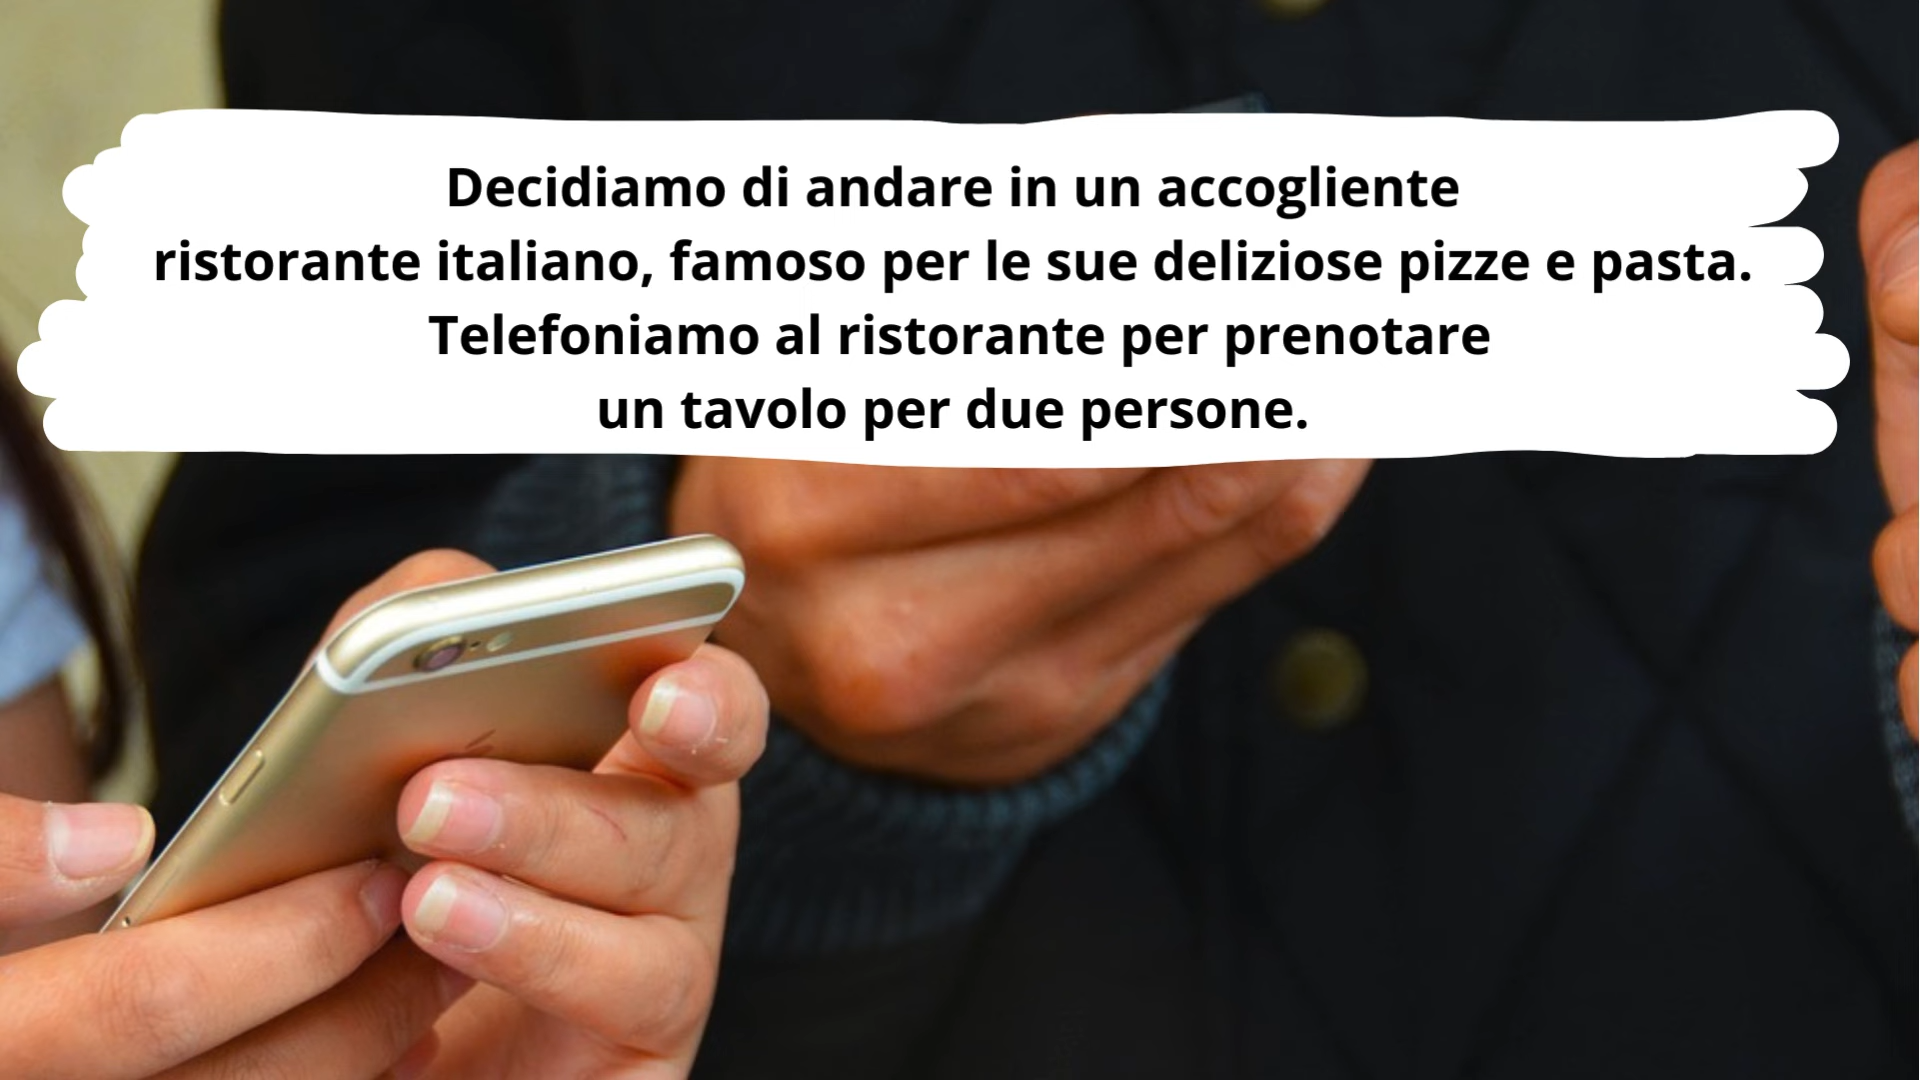 Decidiamo di andare in un accogliente
ristorante italiano, famoso per le sue deliziose pizze e pasta.
Telefoniamo al ristorante per prenotare
un tavolo per due persone.